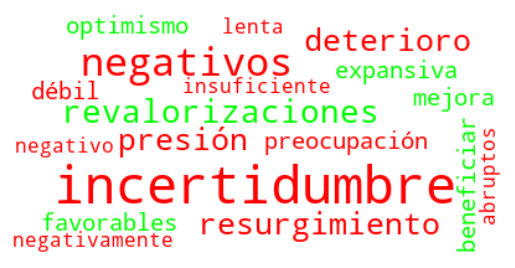 optimismo lenta
negativos deterioro
débil insuficiente expansiva
revalorizaciones mejora
negativo presión preocupación
incertidumbre
beneficiar
abruptos
favorables resurgimiento
negativamente